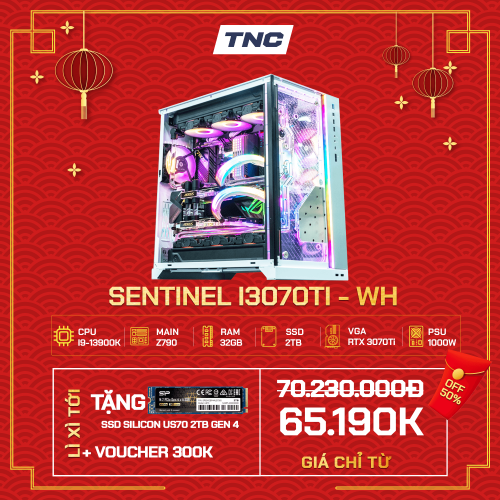 TNC
SENTINEL I3070TI - WH
CPU
I9-13900K
MAIN
Z790
RAM
32GB
SSD
2TB
VGA
RTX 3070Ti
PSU
1000W
LÌ XÌ TỚI
TẶNG
SP
SSD SILICON US70 2TB GEN 4
+ VOUCHER 300K
70.230.000Đ
65.190K
GIÁ CHỈ TỪ
OFF
50%